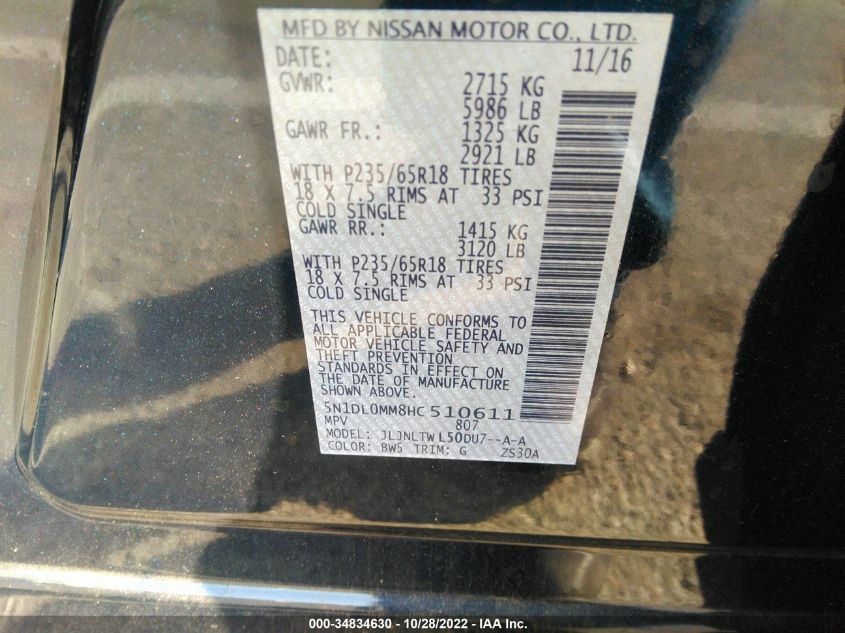 MFD BY NISSAN MOTOR CO., LTD.
DATE: 11/16
GVWR: 2715 KG
5986 LB
GAWR FR.: 1325 KG
2921 LB
WITH P235/65R18 TIRES
18 X 7.5 RIMS AT 33 PSI
COLD SINGLE
GAWR RR.: 1415 KG
3120 LB
WITH P235/65R18 TIRES
18 X 7.5 RIMS AT 33 PSI
COLD SINGLE
THIS VEHICLE CONFORMS TO
ALL APPLICABLE FEDERAL
MOTOR VEHICLE SAFETY AND
THEFT PREVENTION
STANDARDS IN EFFECT ON
THE DATE OF MANUFACTURE
SHOWN ABOVE.
5N1DL0MM8HC510611
MPV 807
MODEL: JLJNLTWL50DU7--A-A
COLOR: BW5 TRIM: G ZS30A
000-34834630 - 10/28/2022 - IAA Inc.